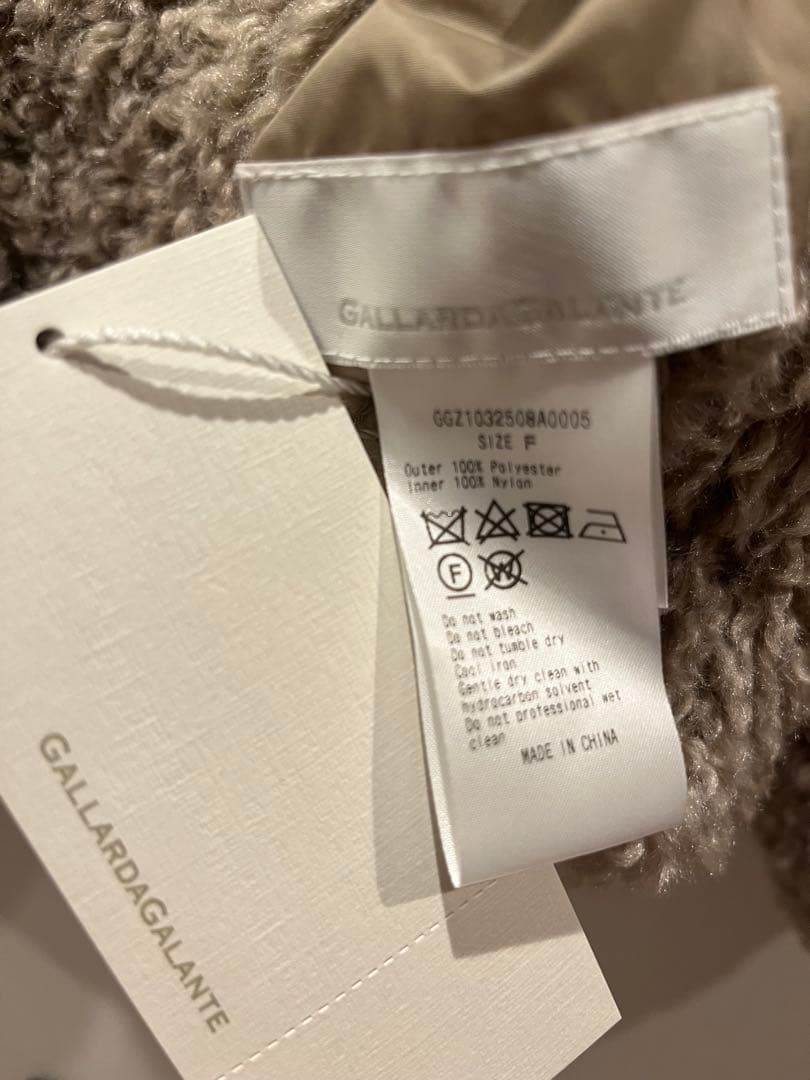 GALLARDAGALANTE
GGZ1032508A0005
SIZE F
Outer 100% Polyester
Inner 100% Nylon
F
W
Do not wash
Do not bleach
Do not tumble dry
Cool iron
Gentle dry clean with
hydrocarbon solvent
Do not professional wet
clean
MADE IN CHINA
GALLARDAGALANTE